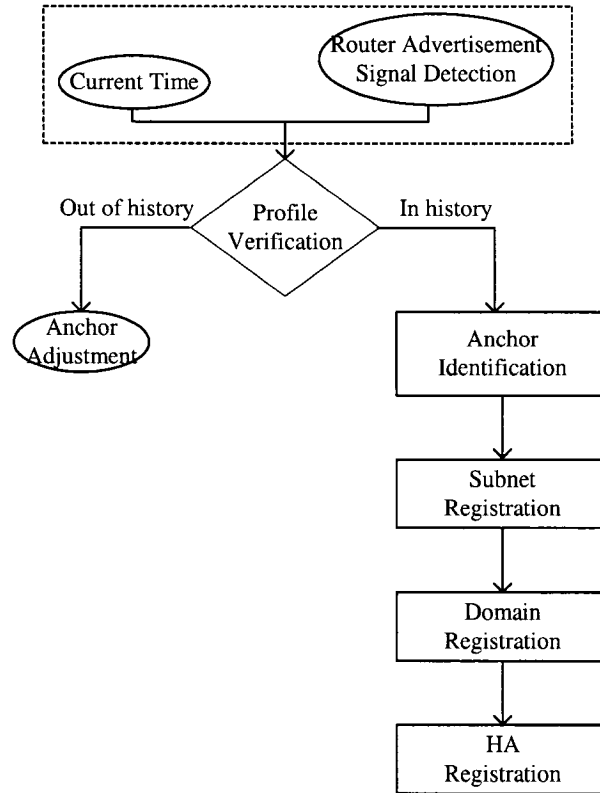 Router Advertisement
Signal Detection
Current Time
Out of history
Profile
Verification
In history
Anchor
Adjustment
Anchor
Identification
Subnet
Registration
Domain
Registration
HA
Registration